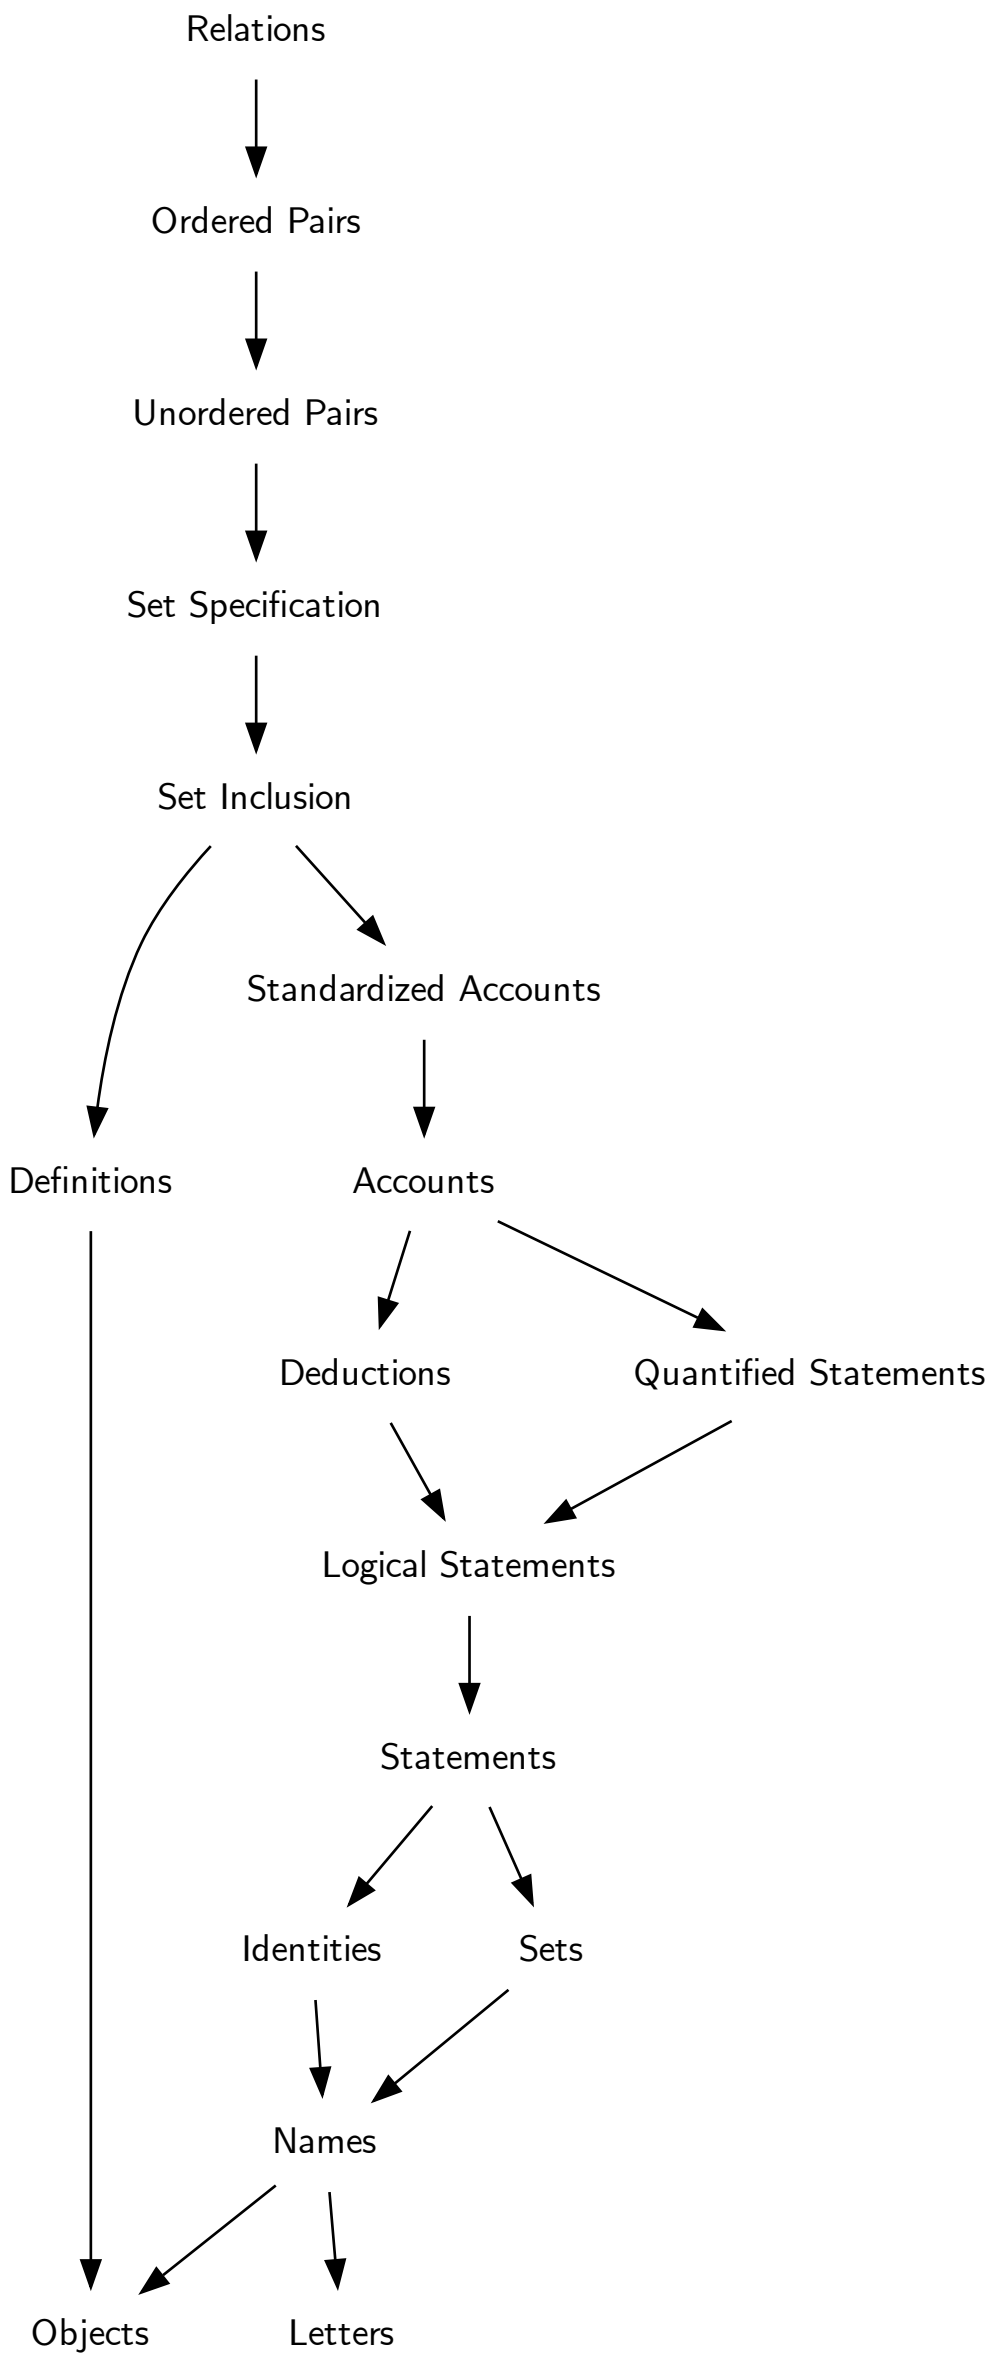 Relations
Ordered Pairs
Unordered Pairs
Set Specification
Set Inclusion
Standardized Accounts
Definitions
Accounts
Deductions
Quantified Statements
Logical Statements
Statements
Identities
Sets
Names
Objects
Letters